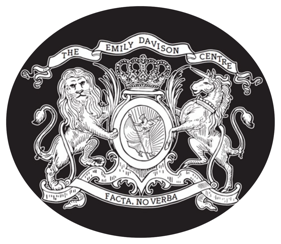 THE EMILY DAVISON CENTRE
FACTA. NO VERBA